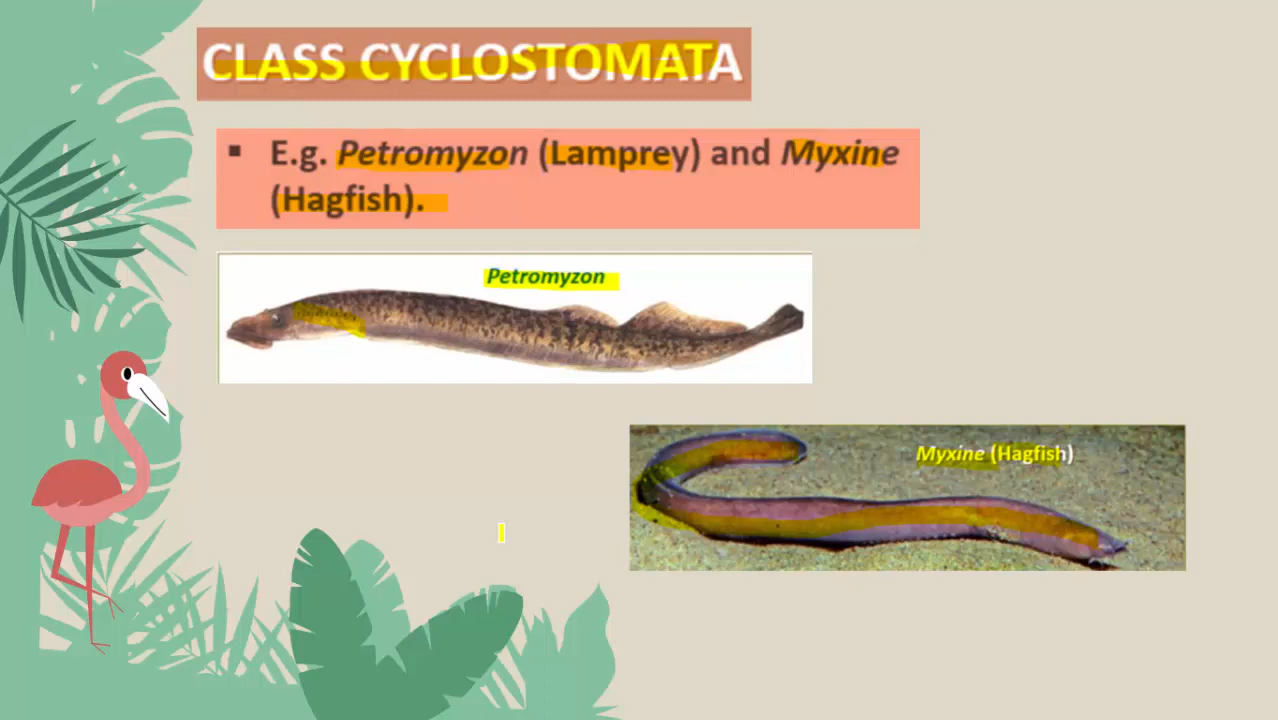 CLASS CYCLOSTOMATA
▪ E.g. Petromyzon (Lamprey) and Myxine
(Hagfish).
Petromyzon
Myxine (Hagfish)